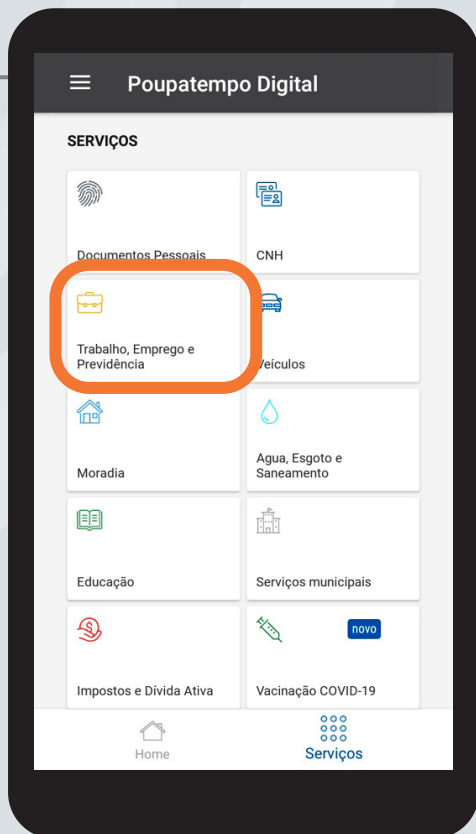 Poupatempo Digital
SERVIÇOS
Documentos Pessoais
CNH
Trabalho, Emprego e
Previdência
Veículos
Moradia
Agua, Esgoto e
Saneamento
Educação
Serviços municipais
novo
Impostos e Dívida Ativa
Vacinação COVID-19
Home
Serviços